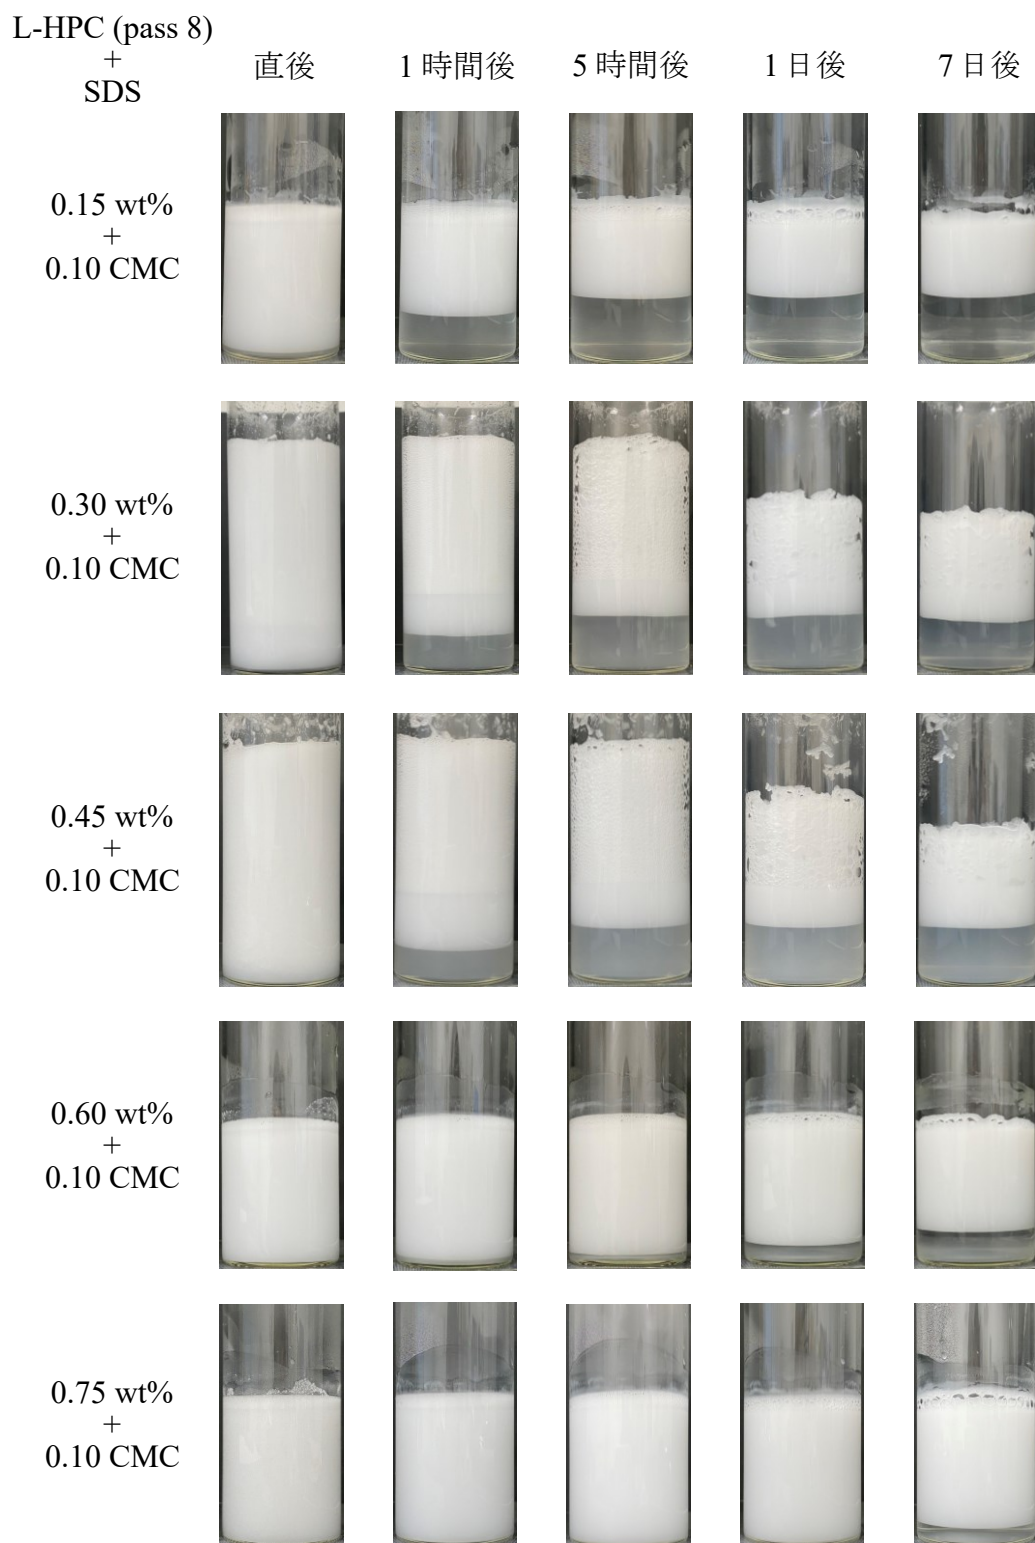 L-HPC (pass 8)
+
SDS
直後
1 時間後
5 時間後
1 日後
7 日後
0.15 wt%
+
0.10 CMC
0.30 wt%
+
0.10 CMC
0.45 wt%
+
0.10 CMC
0.60 wt%
+
0.10 CMC
0.75 wt%
+
0.10 CMC